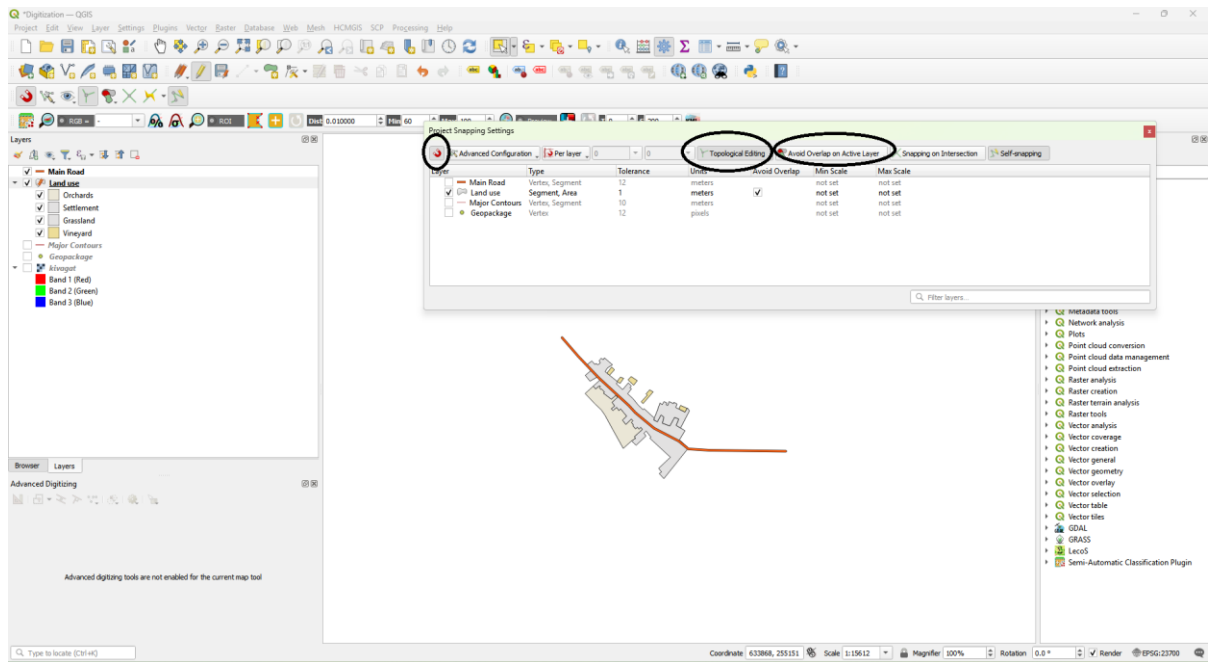 *Digitization — QGIS
Project Edit View Layer Settings Plugins Vector Raster Database Web Mesh HCMGIS SCP Processing Help
RGB = - ROI Dist 0.010000 Min 60
Layers
Main Road
Land use
Orchards
Settlement
Grassland
Vineyard
Major Contours
Geopackage
kivagat
Band 1 (Red)
Band 2 (Green)
Band 3 (Blue)
Browser Layers
Advanced Digitizing
Advanced digitizing tools are not enabled for the current map tool
Project Snapping Settings
Advanced Configuration Per layer 0 0 Topological Editing Avoid Overlap on Active Layer Snapping on Intersection Self-snapping
Layer Type Tolerance Units Avoid Overlap Min Scale Max Scale
Main Road Vertex, Segment 12 meters not set not set
Land use Segment, Area 1 meters not set not set
Major Contours Vertex, Segment 10 meters not set not set
Geopackage Vertex 12 pixels not set not set
Filter layers...
Metadata tools
Network analysis
Plots
Point cloud conversion
Point cloud data management
Point cloud extraction
Raster analysis
Raster creation
Raster terrain analysis
Raster tools
Vector analysis
Vector coverage
Vector creation
Vector general
Vector geometry
Vector overlay
Vector selection
Vector table
Vector tiles
GDAL
GRASS
LecoS
Semi-Automatic Classification Plugin
Type to locate (Ctrl+K) Coordinate 633868, 255151 Scale 1:15612 Magnifier 100% Rotation 0.0 ° Render EPSG:23700